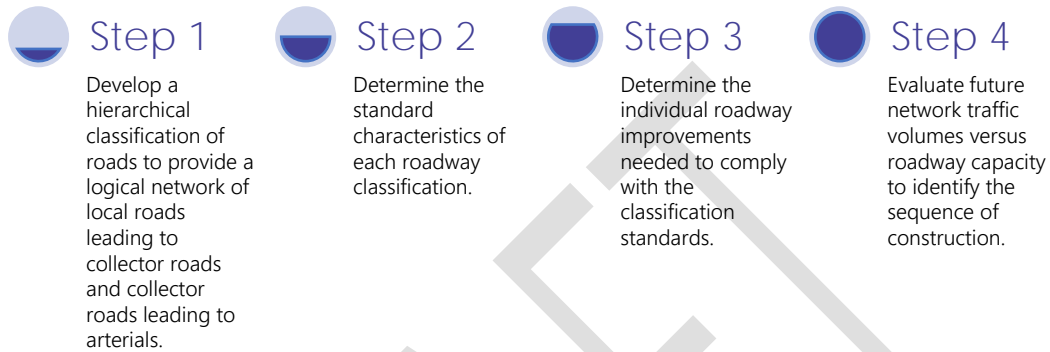 Step 1
Develop a
hierarchical
classification of
roads to provide a
logical network of
local roads
leading to
collector roads
and collector
roads leading to
arterials.
Step 2
Determine the
standard
characteristics of
each roadway
classification.
Step 3
Determine the
individual roadway
improvements
needed to comply
with the
classification
standards.
Step 4
Evaluate future
network traffic
volumes versus
roadway capacity
to identify the
sequence of
construction.